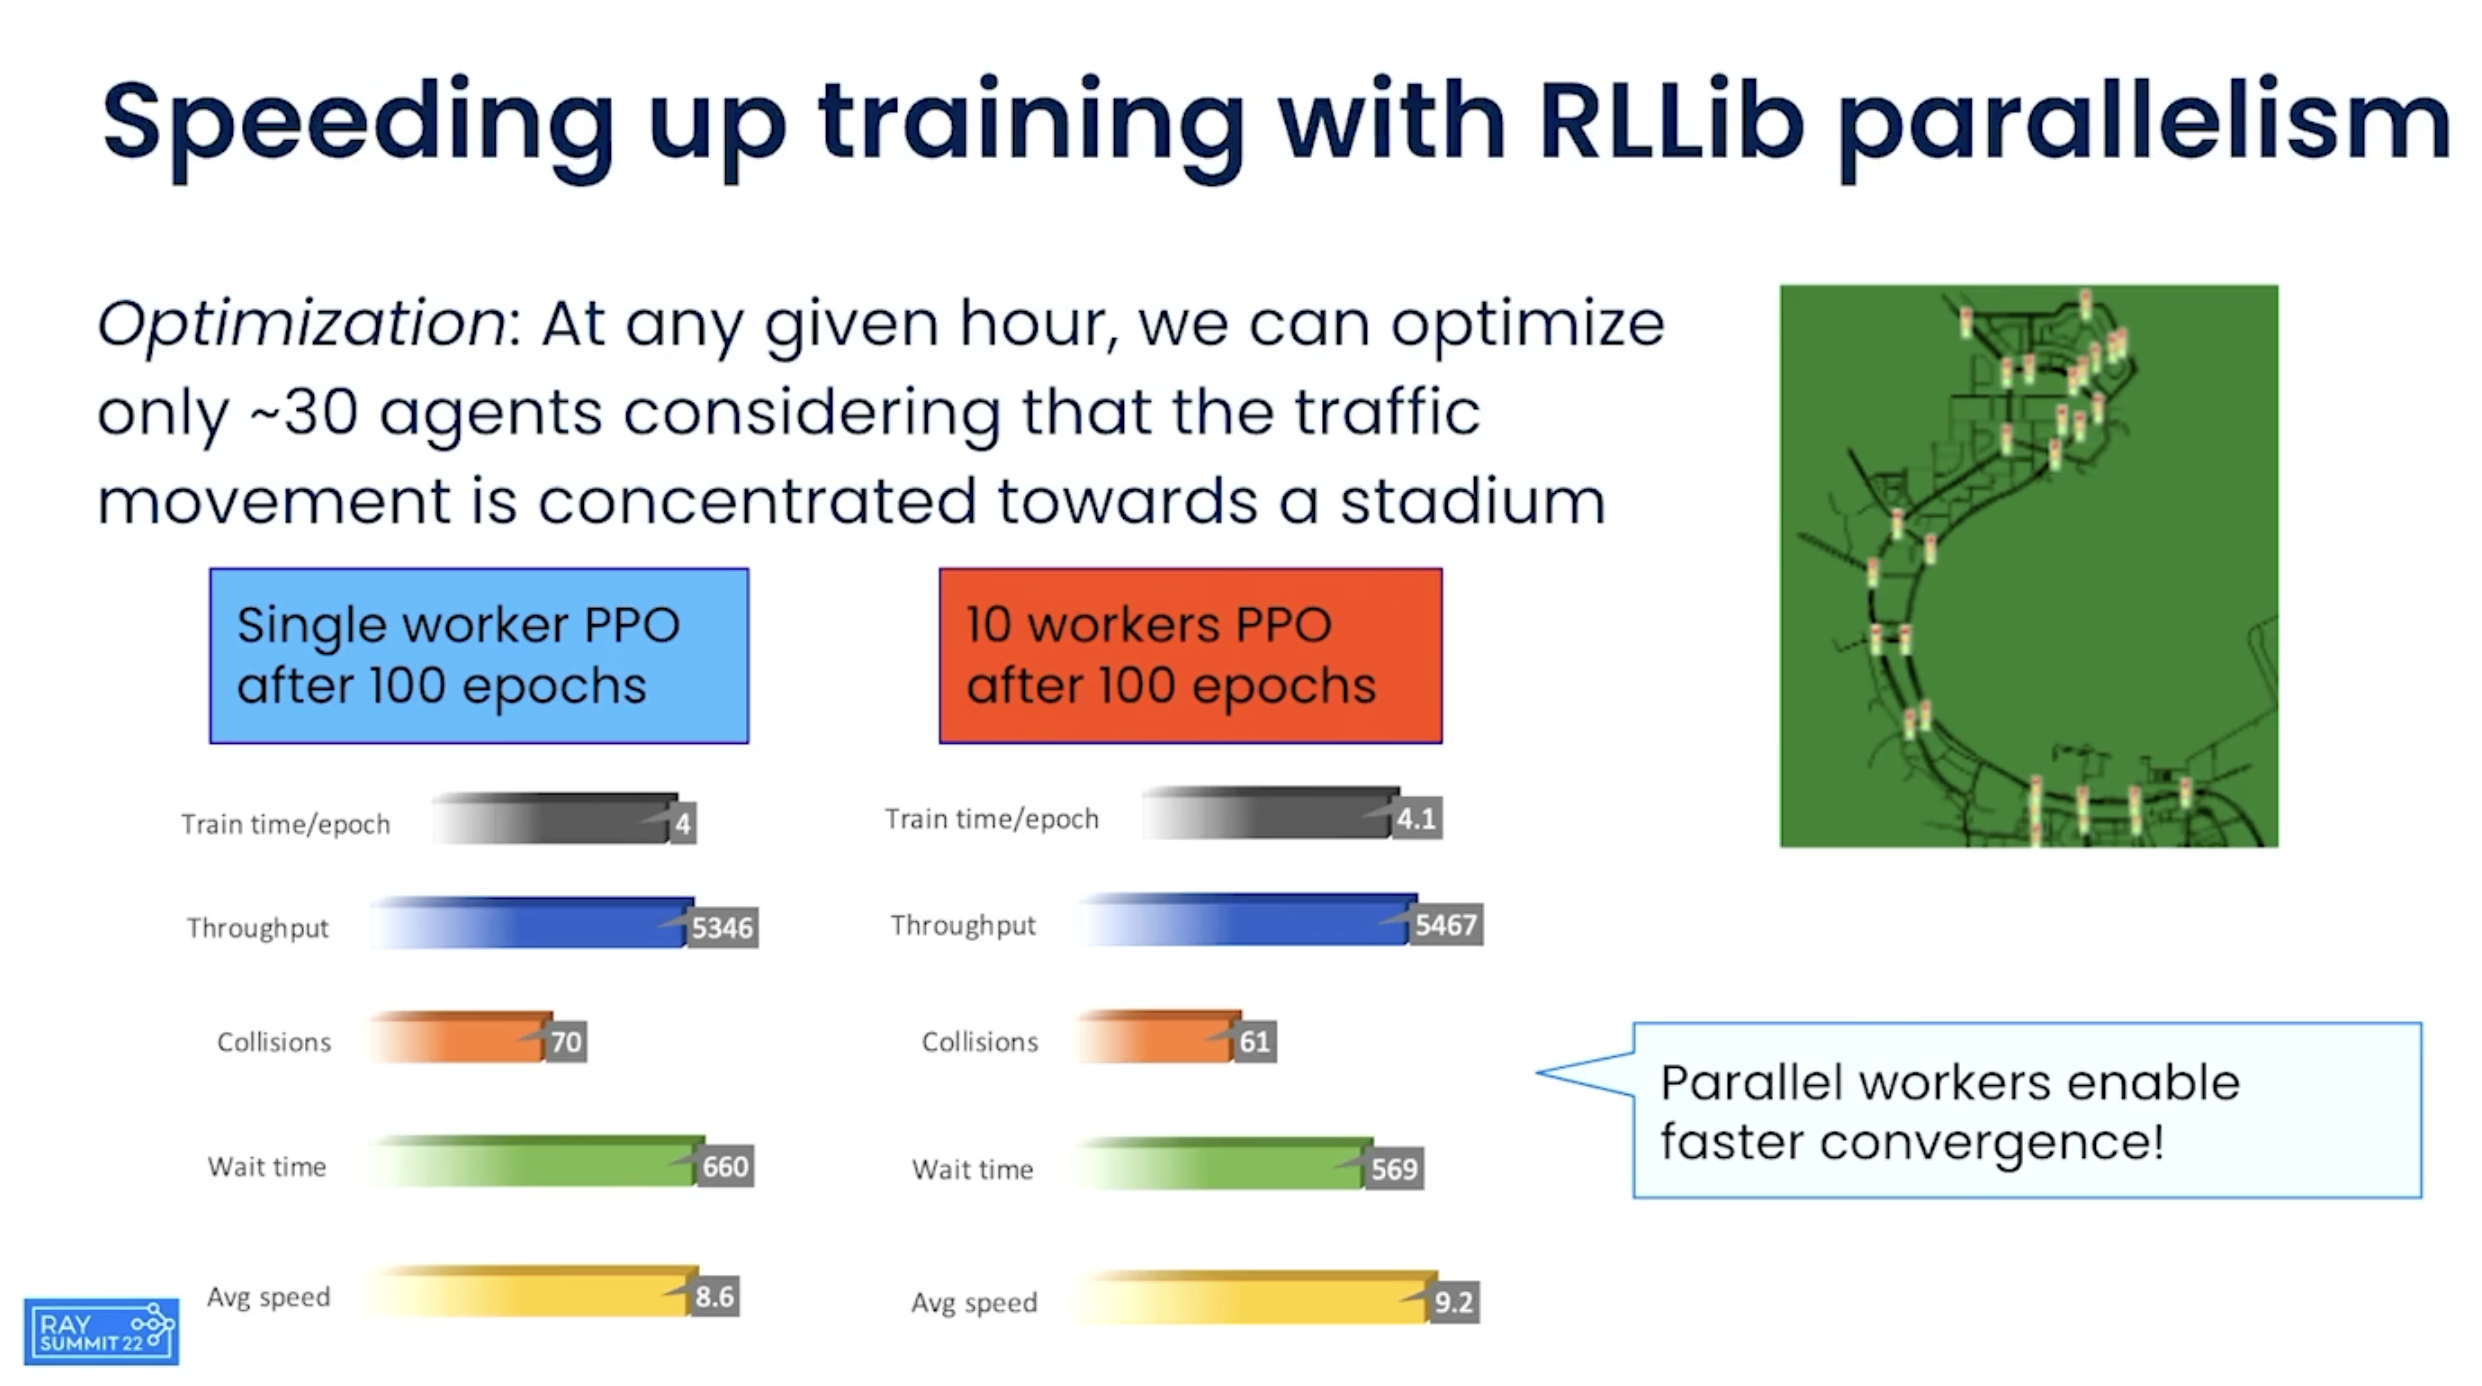 Speeding up training with RLLib parallelism
Optimization: At any given hour, we can optimize
only ~30 agents considering that the traffic
movement is concentrated towards a stadium
Single worker PPO
after 100 epochs
Train time/epoch 4
Throughput 5346
Collisions 70
Wait time 660
Avg speed 8.6
10 workers PPO
after 100 epochs
Train time/epoch 4.1
Throughput 5467
Collisions 61
Wait time 569
Avg speed 9.2
Parallel workers enable
faster convergence!
RAY
SUMMIT 22